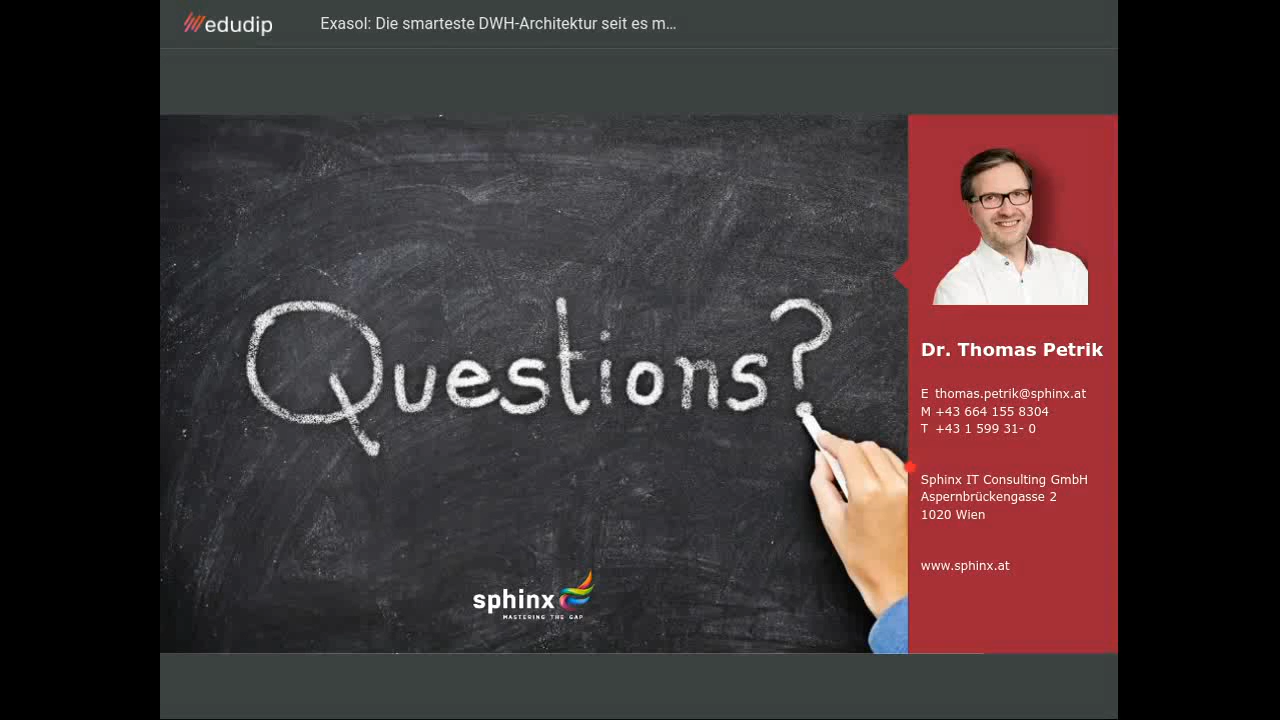 edudip
Exasol: Die smarteste DWH-Architektur seit es m...
Questions?
Dr. Thomas Petrik
E thomas.petrik@sphinx.at
M +43 664 155 8304
T +43 1 599 31- 0
Sphinx IT Consulting GmbH
Aspernbrückengasse 2
1020 Wien
www.sphinx.at
sphinx
MASTERING THE GAP